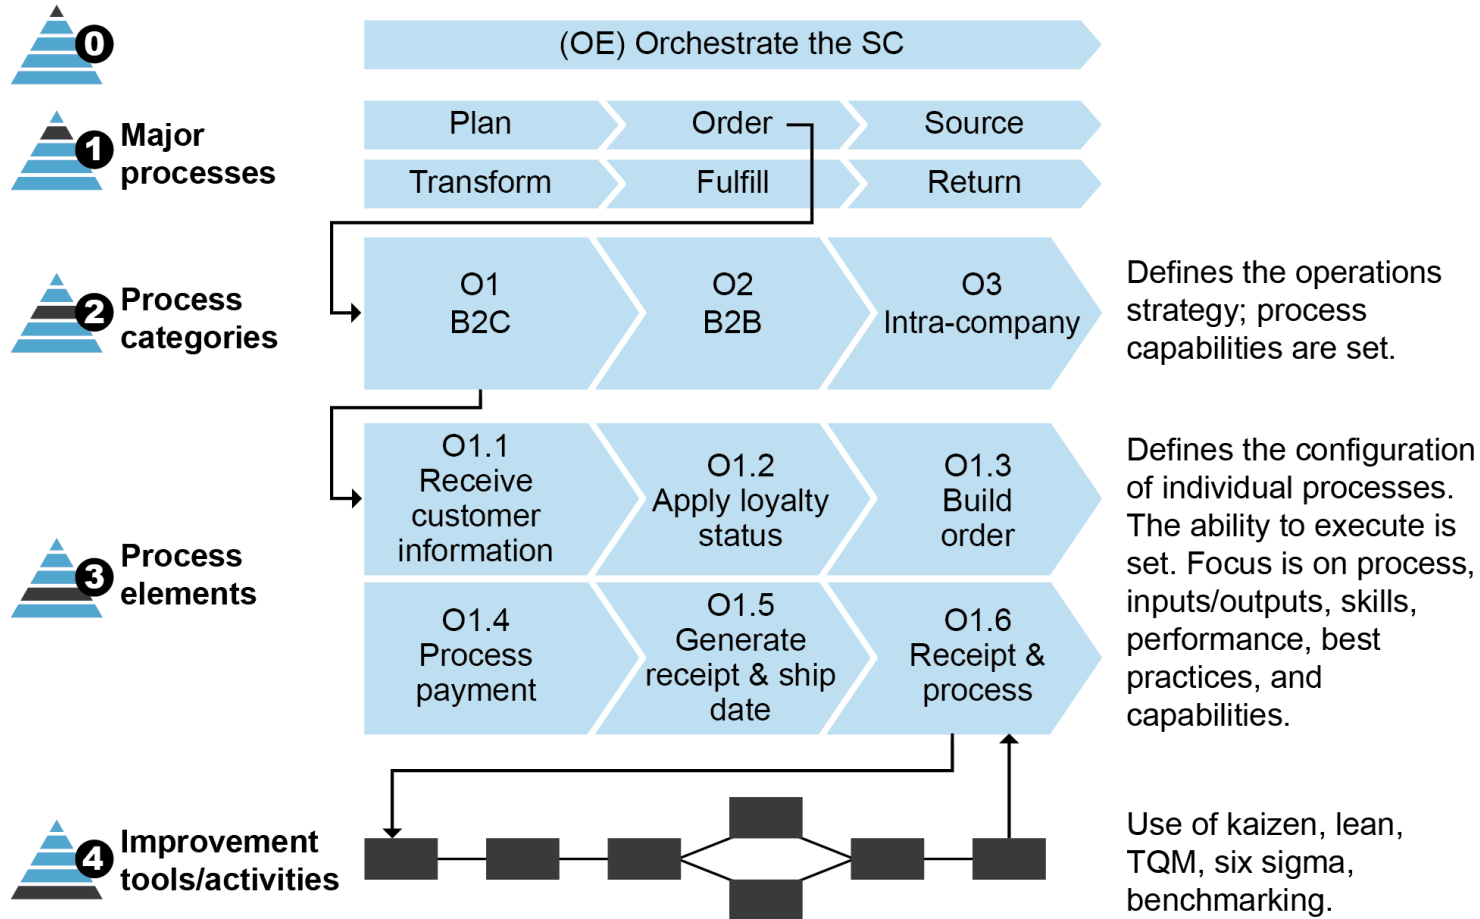 0
(OE) Orchestrate the SC
1
Major
processes
Plan
Order
Source
Transform
Fulfill
Return
2
Process
categories
O1
B2C
O2
B2B
O3
Intra-company
Defines the operations
strategy; process
capabilities are set.
3
Process
elements
O1.1
Receive
customer
information
O1.2
Apply loyalty
status
O1.3
Build
order
O1.4
Process
payment
O1.5
Generate
receipt & ship
date
O1.6
Receipt &
process
Defines the configuration
of individual processes.
The ability to execute is
set. Focus is on process,
inputs/outputs, skills,
performance, best
practices, and
capabilities.
4
Improvement
tools/activities
Use of kaizen, lean,
TQM, six sigma,
benchmarking.